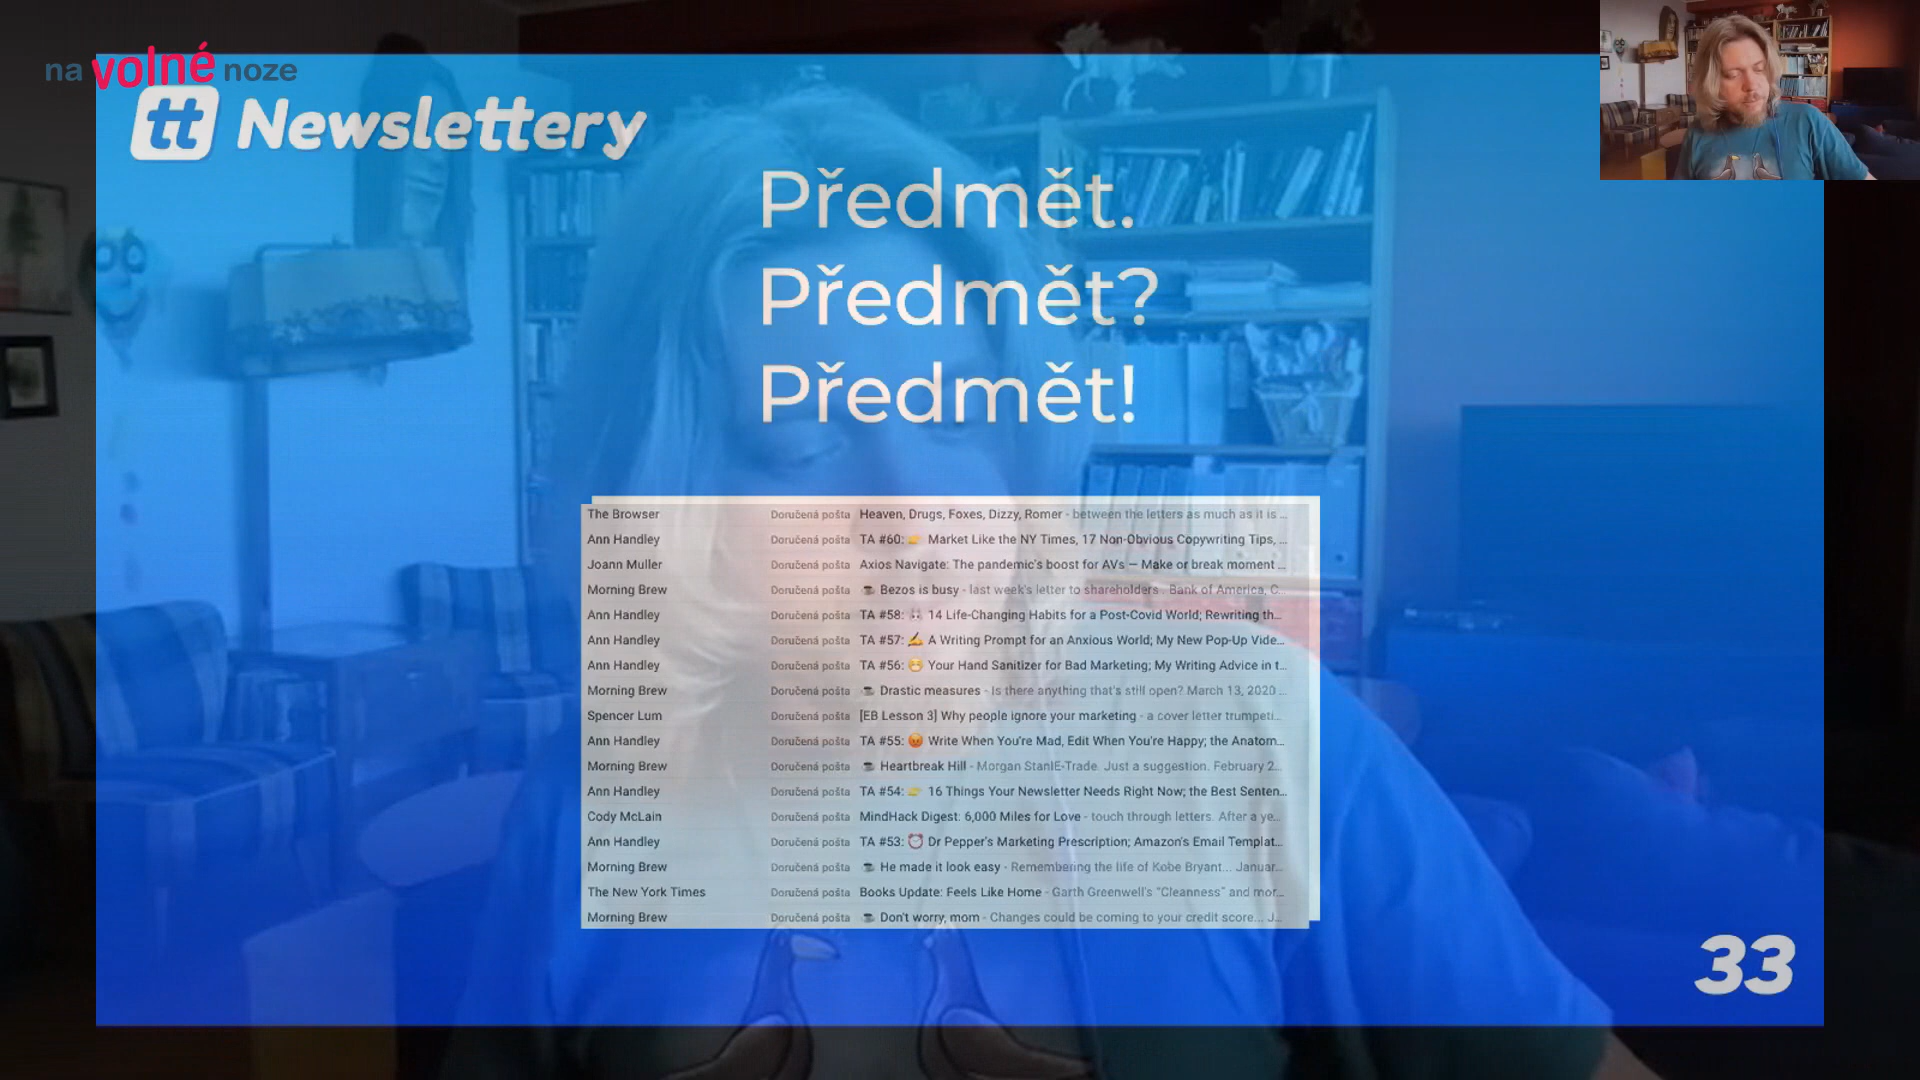 na volné noze
tt Newslettery
Předmět.
Předmět?
Předmět!
The Browser Doručená pošta Heaven, Drugs, Foxes, Dizzy, Romer - between the letters as much as it is ...
Ann Handley Doručená pošta TA #60: 👉 Market Like the NY Times, 17 Non-Obvious Copywriting Tips, ...
Joann Muller Doručená pošta Axios Navigate: The pandemic's boost for AVs — Make or break moment ...
Morning Brew Doručená pošta ☕ Bezos is busy - last week's letter to shareholders . Bank of America, C...
Ann Handley Doručená pošta TA #58: 👀 14 Life-Changing Habits for a Post-Covid World; Rewriting th...
Ann Handley Doručená pošta TA #57: ✍️ A Writing Prompt for an Anxious World; My New Pop-Up Vide...
Ann Handley Doručená pošta TA #56: 😷 Your Hand Sanitizer for Bad Marketing; My Writing Advice in t...
Morning Brew Doručená pošta ☕ Drastic measures - Is there anything that's still open? March 13, 2020 ...
Spencer Lum Doručená pošta [EB Lesson 3] Why people ignore your marketing - a cover letter trumpeti...
Ann Handley Doručená pošta TA #55: 😡 Write When You're Mad, Edit When You're Happy; the Anatom...
Morning Brew Doručená pošta ☕ Heartbreak Hill - Morgan StanlE-Trade. Just a suggestion. February 2...
Ann Handley Doručená pošta TA #54: 👉 16 Things Your Newsletter Needs Right Now; the Best Senten...
Cody McLain Doručená pošta MindHack Digest: 6,000 Miles for Love - touch through letters. After a ye...
Ann Handley Doručená pošta TA #53: ⏰ Dr Pepper's Marketing Prescription; Amazon's Email Templat...
Morning Brew Doručená pošta ☕ He made it look easy - Remembering the life of Kobe Bryant... Januar...
The New York Times Doručená pošta Books Update: Feels Like Home - Garth Greenwell's "Cleanness" and mor...
Morning Brew Doručená pošta ☕ Don't worry, mom - Changes could be coming to your credit score... J...
33